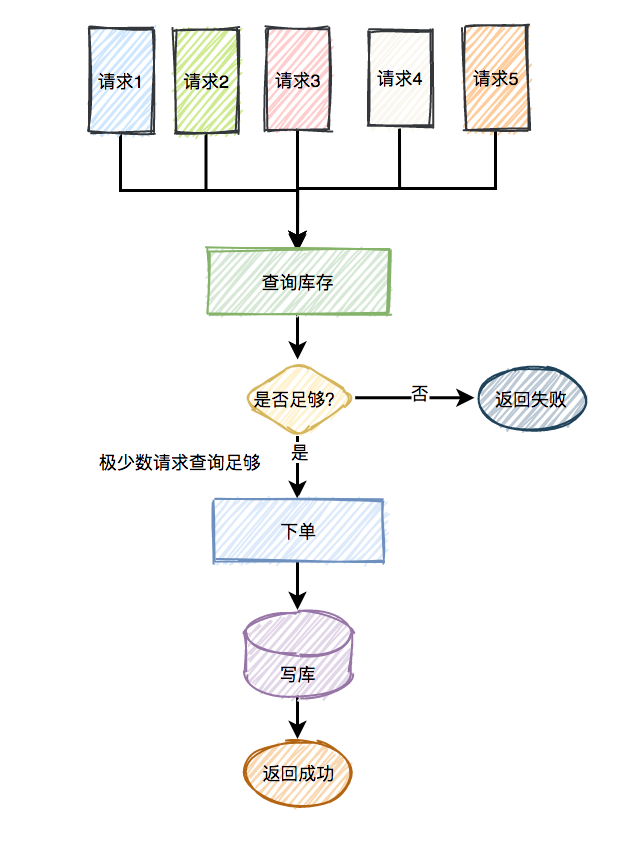 请求1
请求2
请求3
请求4
请求5
查询库存
是否足够?
否
返回失败
是
极少数请求查询足够
下单
写库
返回成功